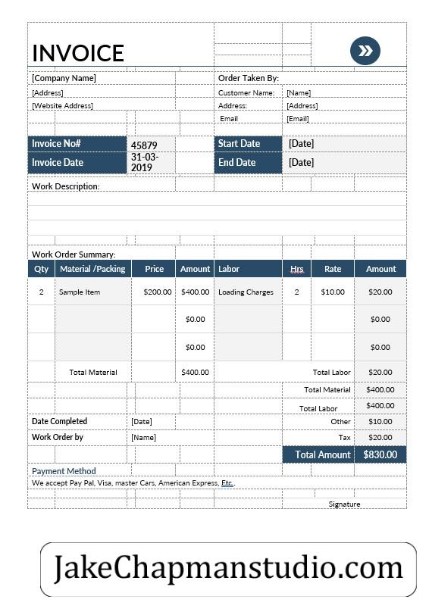 INVOICE »
[Company Name] Order Taken By:
[Address] Customer Name: [Name]
[Website Address] Address: [Address]
Email [Email]
Invoice No# 45879 Start Date [Date]
Invoice Date 31-03-2019 End Date [Date]
Work Description:
Work Order Summary:
Qty Material /Packing Price Amount Labor Hrs Rate Amount
2 Sample Item $200.00 $400.00 Loading Charges 2 $10.00 $20.00
$0.00 $0.00
$0.00 $0.00
Total Material $400.00 Total Labor $20.00
Total Material $400.00
Total Labor $400.00
Date Completed [Date] Other $10.00
Work Order by [Name] Tax $20.00
Total Amount $830.00
Payment Method
We accept Pay Pal, Visa, master Cars, American Express, Etc.,
Signature
JakeChapmanstudio.com